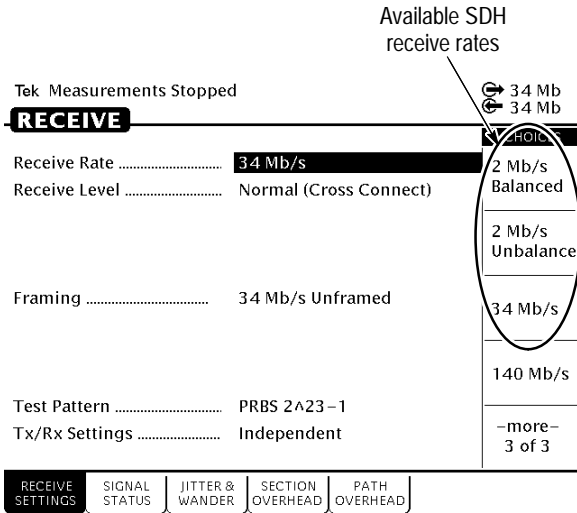 Available SDH
receive rates
Tek Measurements Stopped
34 Mb
34 Mb
RECEIVE
CHOICES
Receive Rate .......................... 34 Mb/s
Receive Level ........................ Normal (Cross Connect)
Framing .............................. 34 Mb/s Unframed
Test Pattern .......................... PRBS 2^23-1
Tx/Rx Settings .................... Independent
2 Mb/s
Balanced
2 Mb/s
Unbalance
34 Mb/s
140 Mb/s
-more-
3 of 3
RECEIVE SETTINGS
SIGNAL STATUS
JITTER & WANDER
SECTION OVERHEAD
PATH OVERHEAD